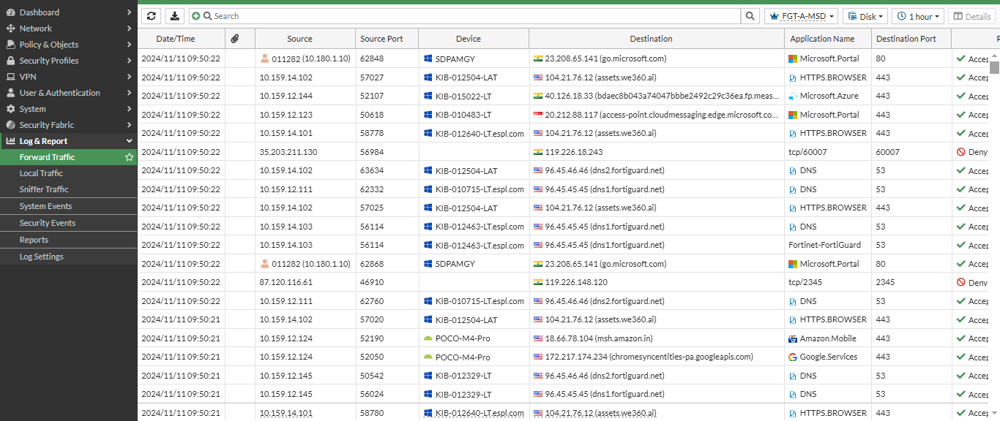 Dashboard
Network
Policy & Objects
Security Profiles
VPN
User & Authentication
System
Security Fabric
Log & Report
Forward Traffic
Local Traffic
Sniffer Traffic
System Events
Security Events
Reports
Log Settings
Search FGT-A-MSD Disk 1 hour Details
Date/Time Source Source Port Device Destination Application Name Destination Port R
2024/11/11 09:50:22 011282 (10.180.1.10) 62848 SDPAMGY 23.208.65.141 (go.microsoft.com) Microsoft.Portal 80 Accep
2024/11/11 09:50:22 10.159.14.102 57027 KIB-012504-LAT 104.21.76.12 (assets.we360.ai) HTTPS.BROWSER 443 Accep
2024/11/11 09:50:22 10.159.12.144 52107 KIB-015022-LT 40.126.18.33 (bdaec8b043a74047bbbe2492c29c36ea.fp.meas... Microsoft.Azure 443 Accep
2024/11/11 09:50:22 10.159.12.123 50618 KIB-010483-LT 20.212.88.117 (access-point.cloudmessaging.edge.microsoft.co... Microsoft.Portal 443 Accep
2024/11/11 09:50:22 10.159.14.101 58778 KIB-012640-LT.espl.com 104.21.76.12 (assets.we360.ai) HTTPS.BROWSER 443 Accep
2024/11/11 09:50:22 35.203.211.130 56984 119.226.18.243 tcp/60007 60007 Deny
2024/11/11 09:50:22 10.159.14.102 63634 KIB-012504-LAT 96.45.46.46 (dns2.fortiguard.net) DNS 53 Accep
2024/11/11 09:50:22 10.159.12.111 62332 KIB-010715-LT.espl.com 96.45.45.45 (dns1.fortiguard.net) DNS 53 Accep
2024/11/11 09:50:22 10.159.14.102 57025 KIB-012504-LAT 104.21.76.12 (assets.we360.ai) HTTPS.BROWSER 443 Accep
2024/11/11 09:50:22 10.159.14.103 56114 KIB-012463-LT.espl.com 96.45.45.45 (dns1.fortiguard.net) DNS 53 Accep
2024/11/11 09:50:22 10.159.14.103 56114 KIB-012463-LT.espl.com 96.45.45.45 (dns1.fortiguard.net) Fortinet-FortiGuard 53 Accep
2024/11/11 09:50:22 011282 (10.180.1.10) 62868 SDPAMGY 23.208.65.141 (go.microsoft.com) Microsoft.Portal 80 Accep
2024/11/11 09:50:22 87.120.116.61 46910 119.226.148.120 tcp/2345 2345 Deny
2024/11/11 09:50:22 10.159.12.111 62760 KIB-010715-LT.espl.com 96.45.46.46 (dns2.fortiguard.net) DNS 53 Accep
2024/11/11 09:50:21 10.159.14.102 57020 KIB-012504-LAT 104.21.76.12 (assets.we360.ai) HTTPS.BROWSER 443 Accep
2024/11/11 09:50:21 10.159.12.124 52190 POCO-M4-Pro 18.66.78.104 (msh.amazon.in) Amazon.Mobile 443 Accep
2024/11/11 09:50:21 10.159.12.124 52050 POCO-M4-Pro 172.217.174.234 (chromesyncentities-pa.googleapis.com) Google.Services 443 Accep
2024/11/11 09:50:21 10.159.12.145 50542 KIB-012329-LT 96.45.46.46 (dns2.fortiguard.net) DNS 53 Accep
2024/11/11 09:50:21 10.159.12.145 56024 KIB-012329-LT 96.45.45.45 (dns1.fortiguard.net) DNS 53 Accep
2024/11/11 09:50:21 10.159.14.101 58780 KIB-012640-LT.espl.com 104.21.76.12 (assets.we360.ai) HTTPS.BROWSER 443 Accep